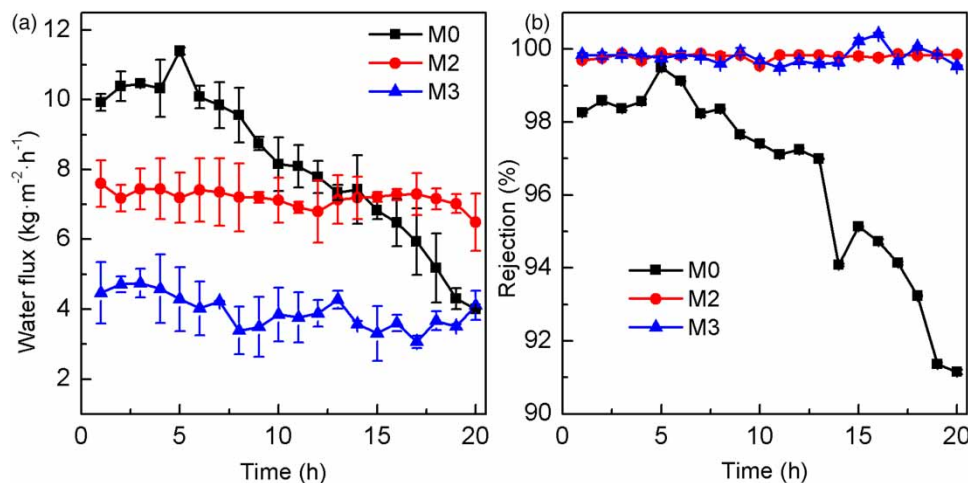 (a)
12
10
8
6
4
2
0
5
10
15
20
Water flux (kg·m⁻²·h⁻¹)
Time (h)
M0
M2
M3
(b)
100
98
96
94
92
90
0
5
10
15
20
Rejection (%)
Time (h)
M0
M2
M3